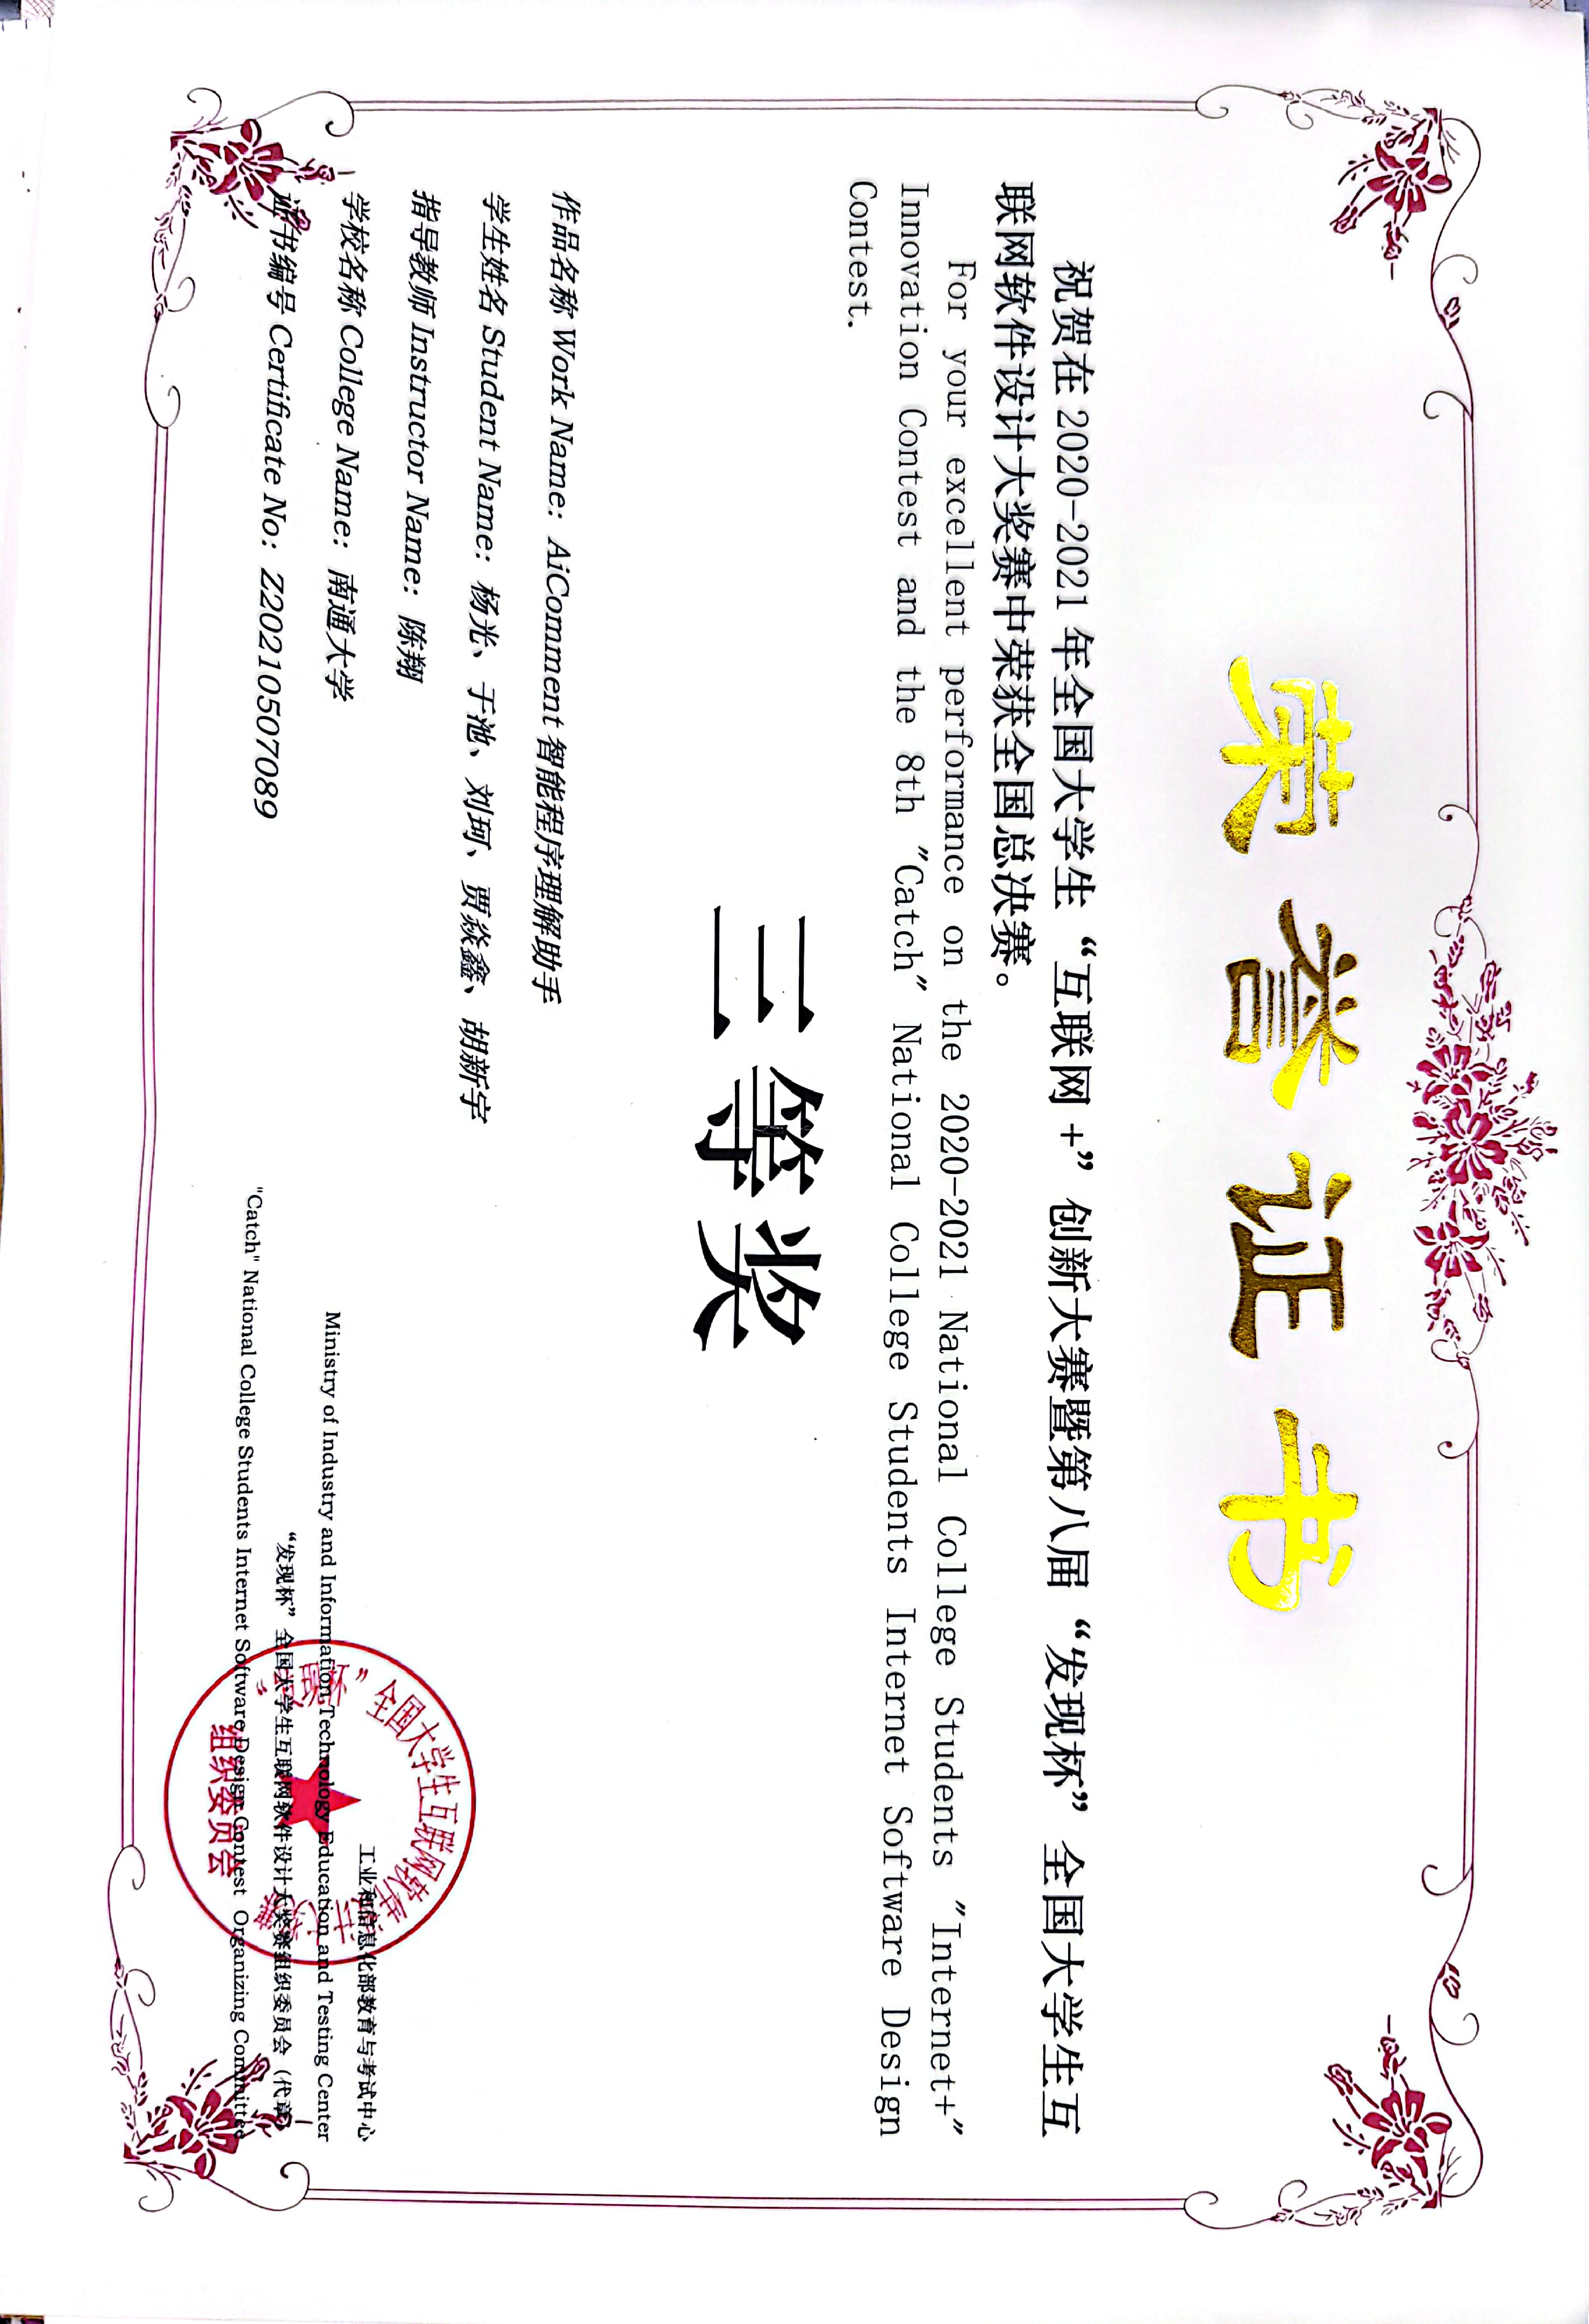 荣誉证书
祝贺在 2020-2021 年全国大学生 “互联网 +” 创新大赛暨第八届 “发现杯” 全国大学生互
联网软件设计大奖赛中荣获全国总决赛。
For your excellent performance on the 2020-2021 National College Students "Internet+"
Innovation Contest and the 8th "Catch" National College Students Internet Software Design
Contest.
三等奖
作品名称 Work Name: AiComment 智能程序理解助手
学生姓名 Student Name: 杨光、于池、刘珂、贾焱鑫、胡新宇
指导教师 Instructor Name: 陈翔
学校名称 College Name: 南通大学
证书编号 Certificate No: Z202105070​89
工业和信息化部教育与考试中心
Ministry of Industry and Information Technology Education and Testing Center
“发现杯” 全国大学生互联网软件设计大奖赛组织委员会（代章）
"Catch" National College Students Internet Software Design Contest Organizing Committee
全国大学生互联网软件
组织委员会